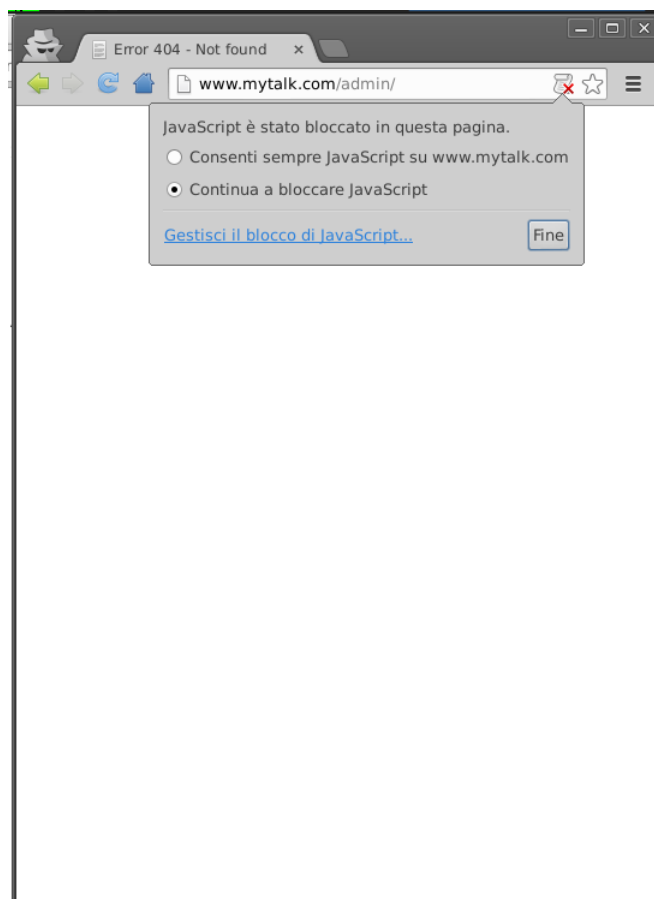 Error 404 - Not found
www.mytalk.com/admin/
JavaScript è stato bloccato in questa pagina.
Consenti sempre JavaScript su www.mytalk.com
Continua a bloccare JavaScript
Gestisci il blocco di JavaScript...
Fine